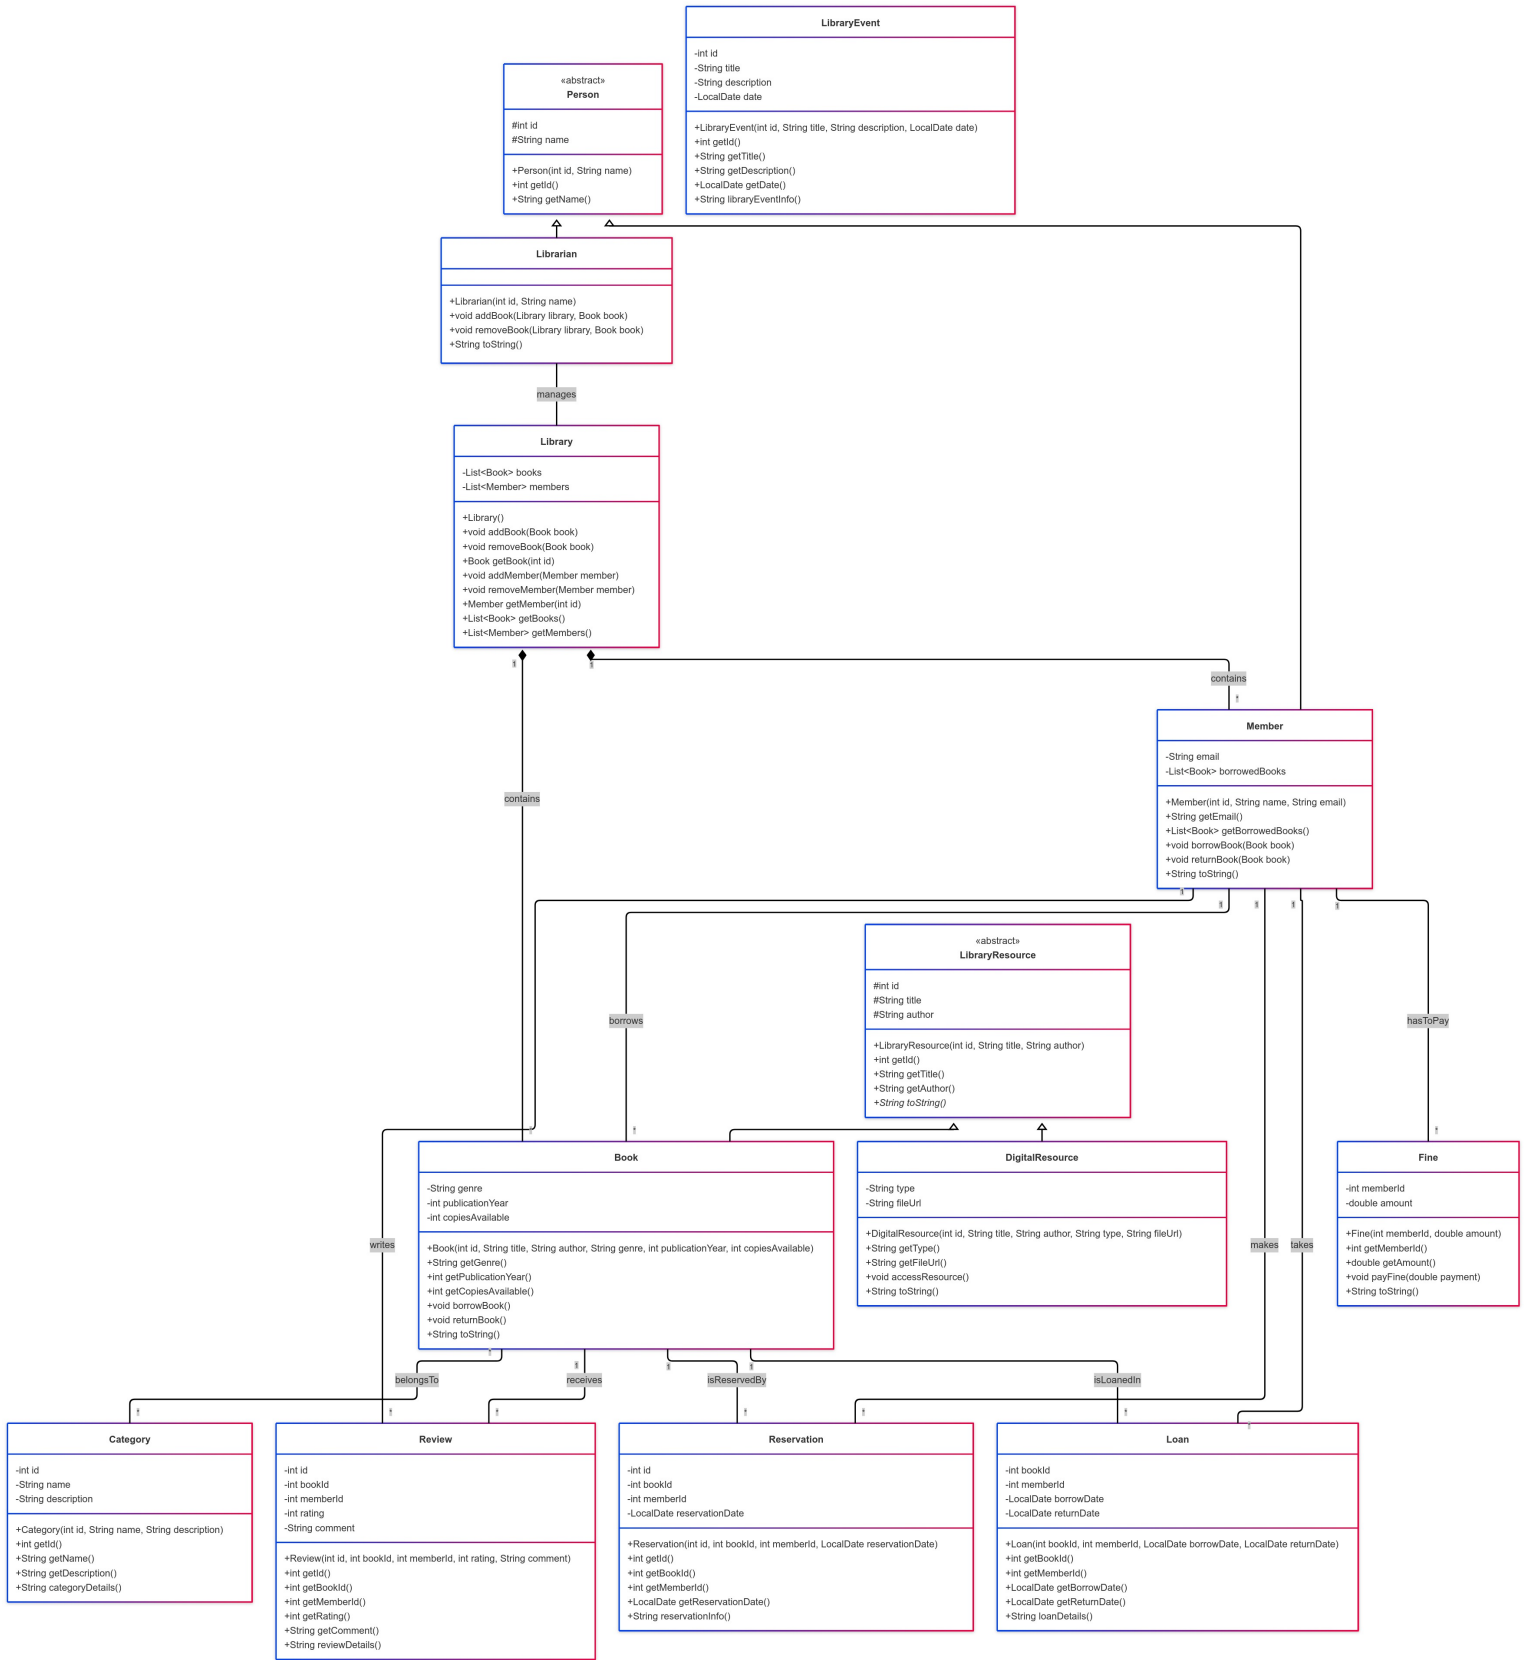 LibraryEvent
-int id
-String title
-String description
-LocalDate date
+LibraryEvent(int id, String title, String description, LocalDate date)
+int getId()
+String getTitle()
+String getDescription()
+LocalDate getDate()
+String libraryEventInfo()
«abstract»
Person
#int id
#String name
+Person(int id, String name)
+int getId()
+String getName()
Librarian
+Librarian(int id, String name)
+void addBook(Library library, Book book)
+void removeBook(Library library, Book book)
+String toString()
manages
Library
-List<Book> books
-List<Member> members
+Library()
+void addBook(Book book)
+void removeBook(Book book)
+Book getBook(int id)
+void addMember(Member member)
+void removeMember(Member member)
+Member getMember(int id)
+List<Book> getBooks()
+List<Member> getMembers()
1
1
contains
*
Member
-String email
-List<Book> borrowedBooks
+Member(int id, String name, String email)
+String getEmail()
+List<Book> getBorrowedBooks()
+void borrowBook(Book book)
+void returnBook(Book book)
+String toString()
contains
1
1
1
1
1
«abstract»
LibraryResource
#int id
#String title
#String author
+LibraryResource(int id, String title, String author)
+int getId()
+String getTitle()
+String getAuthor()
+String toString()
borrows
hasToPay
*
*
*
Book
-String genre
-int publicationYear
-int copiesAvailable
+Book(int id, String title, String author, String genre, int publicationYear, int copiesAvailable)
+String getGenre()
+int getPublicationYear()
+int getCopiesAvailable()
+void borrowBook()
+void returnBook()
+String toString()
DigitalResource
-String type
-String fileUrl
+DigitalResource(int id, String title, String author, String type, String fileUrl)
+String getType()
+String getFileUrl()
+void accessResource()
+String toString()
Fine
-int memberId
-double amount
+Fine(int memberId, double amount)
+int getMemberId()
+double getAmount()
+void payFine(double payment)
+String toString()
writes
makes
takes
*
1
1
1
belongsTo
receives
isReservedBy
isLoanedIn
*
*
*
*
*
*
*
Category
-int id
-String name
-String description
+Category(int id, String name, String description)
+int getId()
+String getName()
+String getDescription()
+String categoryDetails()
Review
-int id
-int bookId
-int memberId
-int rating
-String comment
+Review(int id, int bookId, int memberId, int rating, String comment)
+int getId()
+int getBookId()
+int getMemberId()
+int getRating()
+String getComment()
+String reviewDetails()
Reservation
-int id
-int bookId
-int memberId
-LocalDate reservationDate
+Reservation(int id, int bookId, int memberId, LocalDate reservationDate)
+int getId()
+int getBookId()
+int getMemberId()
+LocalDate getReservationDate()
+String reservationInfo()
Loan
-int bookId
-int memberId
-LocalDate borrowDate
-LocalDate returnDate
+Loan(int bookId, int memberId, LocalDate borrowDate, LocalDate returnDate)
+int getBookId()
+int getMemberId()
+LocalDate getBorrowDate()
+LocalDate getReturnDate()
+String loanDetails()